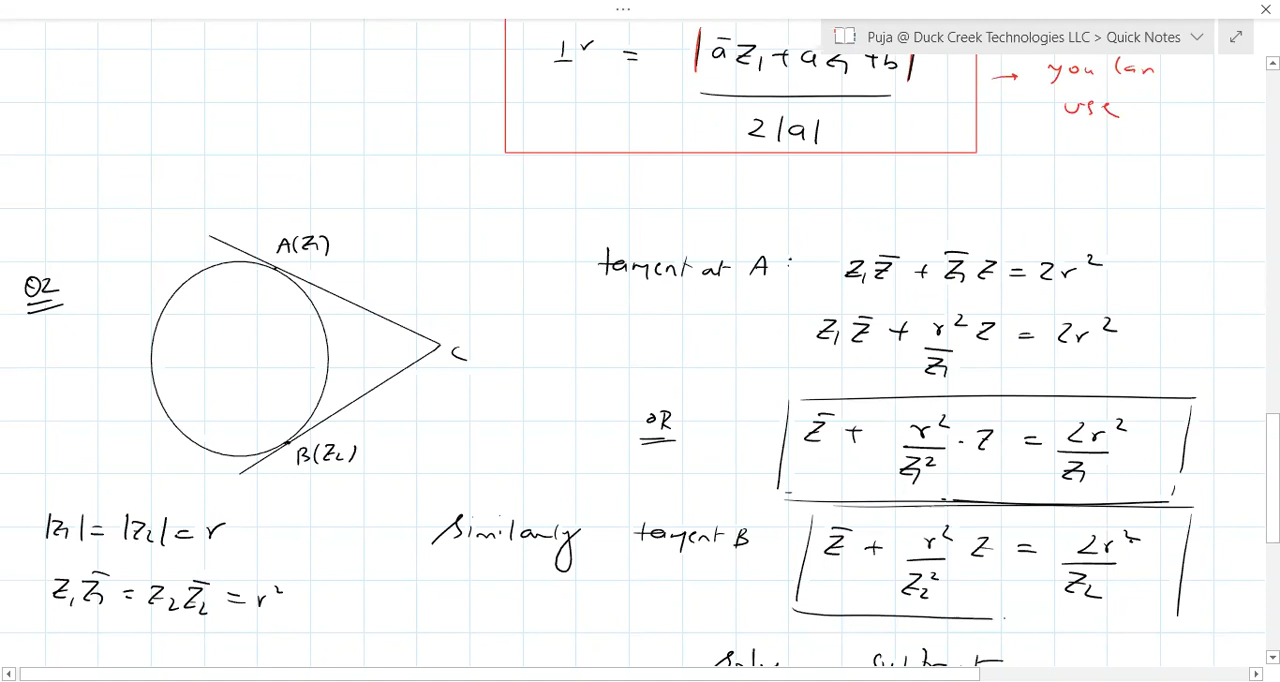 Puja @ Duck Creek Technologies LLC > Quick Notes
⊥ r = |āz₁ + az̄₁ + b| / 2|a|
→ you can
use
Q2
A(z₁)
C
B(z₂)
|z₁| = |z₂| = r
z₁z̄₁ = z₂z̄₂ = r²
tangent at A : z₁z̄ + z̄₁z = 2r²
z₁z̄ + r²/z₁ z = 2r²
OR
z̄ + r²/z₁² · z = 2r²/z₁
Similarly tangent B z̄ + r²/z₂² z = 2r²/z₂